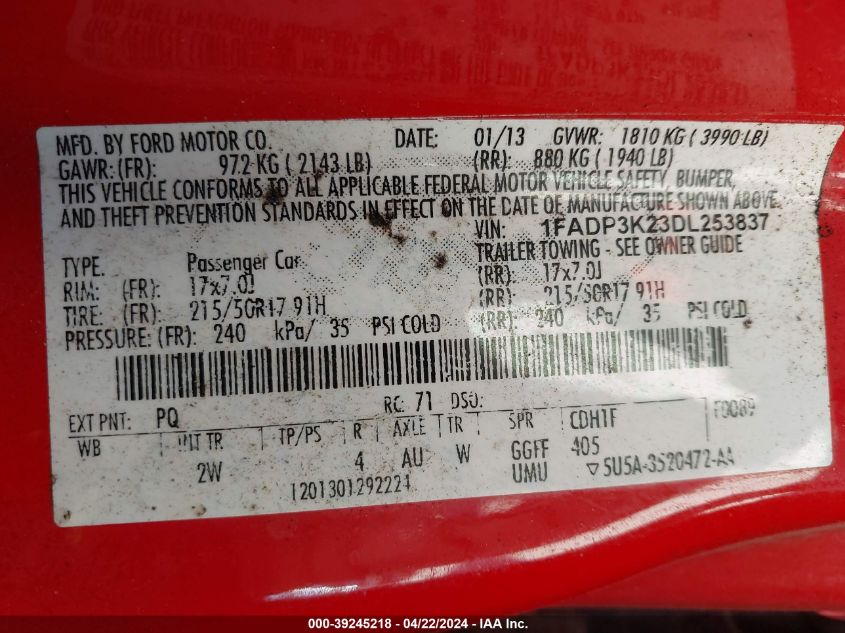 MFD. BY FORD MOTOR CO. DATE: 01/13 GVWR: 1810 KG ( 3990 LB)
GAWR: (FR): 972 KG ( 2143 LB) (RR): 880 KG ( 1940 LB)
THIS VEHICLE CONFORMS TO ALL APPLICABLE FEDERAL MOTOR VEHICLE SAFETY, BUMPER,
AND THEFT PREVENTION STANDARDS IN EFFECT ON THE DATE OF MANUFACTURE SHOWN ABOVE.
VIN: 1FADP3K23DL253837
TRAILER TOWING - SEE OWNER GUIDE
TYPE: Passenger Car
RIM: (FR): 17x7.0J (RR): 17x7.0J
TIRE: (FR): 215/50R17 91H (RR): 215/50R17 91H
PRESSURE: (FR): 240 kPa/ 35 PSI COLD (RR): 240 kPa/ 35 PSI COLD
EXT PNT: PQ RC: 71 DSO: F0089
WB INT TR TP/PS R AXLE TR SPR CDH1F
2W 4 AU W GGFF 405
UMU ▽5U5A-3520472-AA
1201301292224
000-39245218 - 04/22/2024 - IAA Inc.